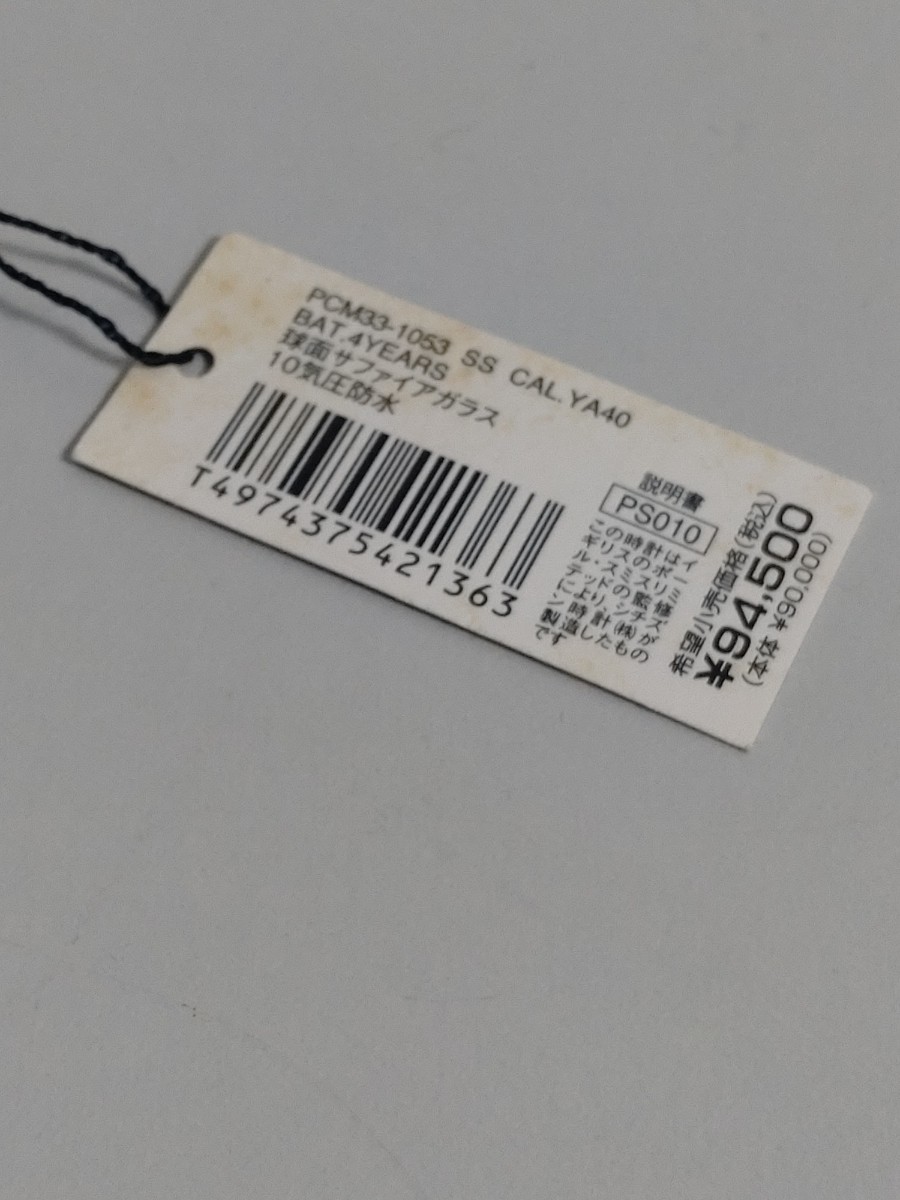 PCM33-1053 SS CAL.YA40
BAT.4YEARS
球面サファイアガラス
10気圧防水
T4974375421363
説明書
PS010
この時計はイ
ギリスのポー
ル・スミスリミ
テッドの監修
により、シチズ
ン時計㈱が
製造したもの
です
希望小売価格(税込)
¥94,500
(本体 ¥90,000)